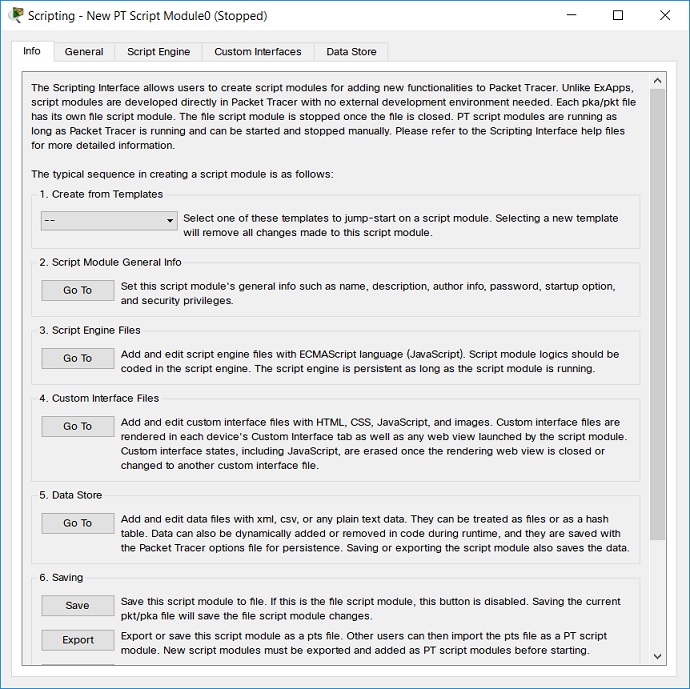 Scripting - New PT Script Module0 (Stopped)
Info General Script Engine Custom Interfaces Data Store
The Scripting Interface allows users to create script modules for adding new functionalities to Packet Tracer. Unlike ExApps,
script modules are developed directly in Packet Tracer with no external development environment needed. Each pka/pkt file
has its own file script module. The file script module is stopped once the file is closed. PT script modules are running as
long as Packet Tracer is running and can be started and stopped manually. Please refer to the Scripting Interface help files
for more detailed information.
The typical sequence in creating a script module is as follows:
1. Create from Templates
--
Select one of these templates to jump-start on a script module. Selecting a new template
will remove all changes made to this script module.
2. Script Module General Info
Go To
Set this script module's general info such as name, description, author info, password, startup option,
and security privileges.
3. Script Engine Files
Go To
Add and edit script engine files with ECMAScript language (JavaScript). Script module logics should be
coded in the script engine. The script engine is persistent as long as the script module is running.
4. Custom Interface Files
Go To
Add and edit custom interface files with HTML, CSS, JavaScript, and images. Custom interface files are
rendered in each device's Custom Interface tab as well as any web view launched by the script module.
Custom interface states, including JavaScript, are erased once the rendering web view is closed or
changed to another custom interface file.
5. Data Store
Go To
Add and edit data files with xml, csv, or any plain text data. They can be treated as files or as a hash
table. Data can also be dynamically added or removed in code during runtime, and they are saved with
the Packet Tracer options file for persistence. Saving or exporting the script module also saves the data.
6. Saving
Save
Save this script module to file. If this is the file script module, this button is disabled. Saving the current
pkt/pka file will save the file script module changes.
Export
Export or save this script module as a pts file. Other users can then import the pts file as a PT script
module. New script modules must be exported and added as PT script modules before starting.